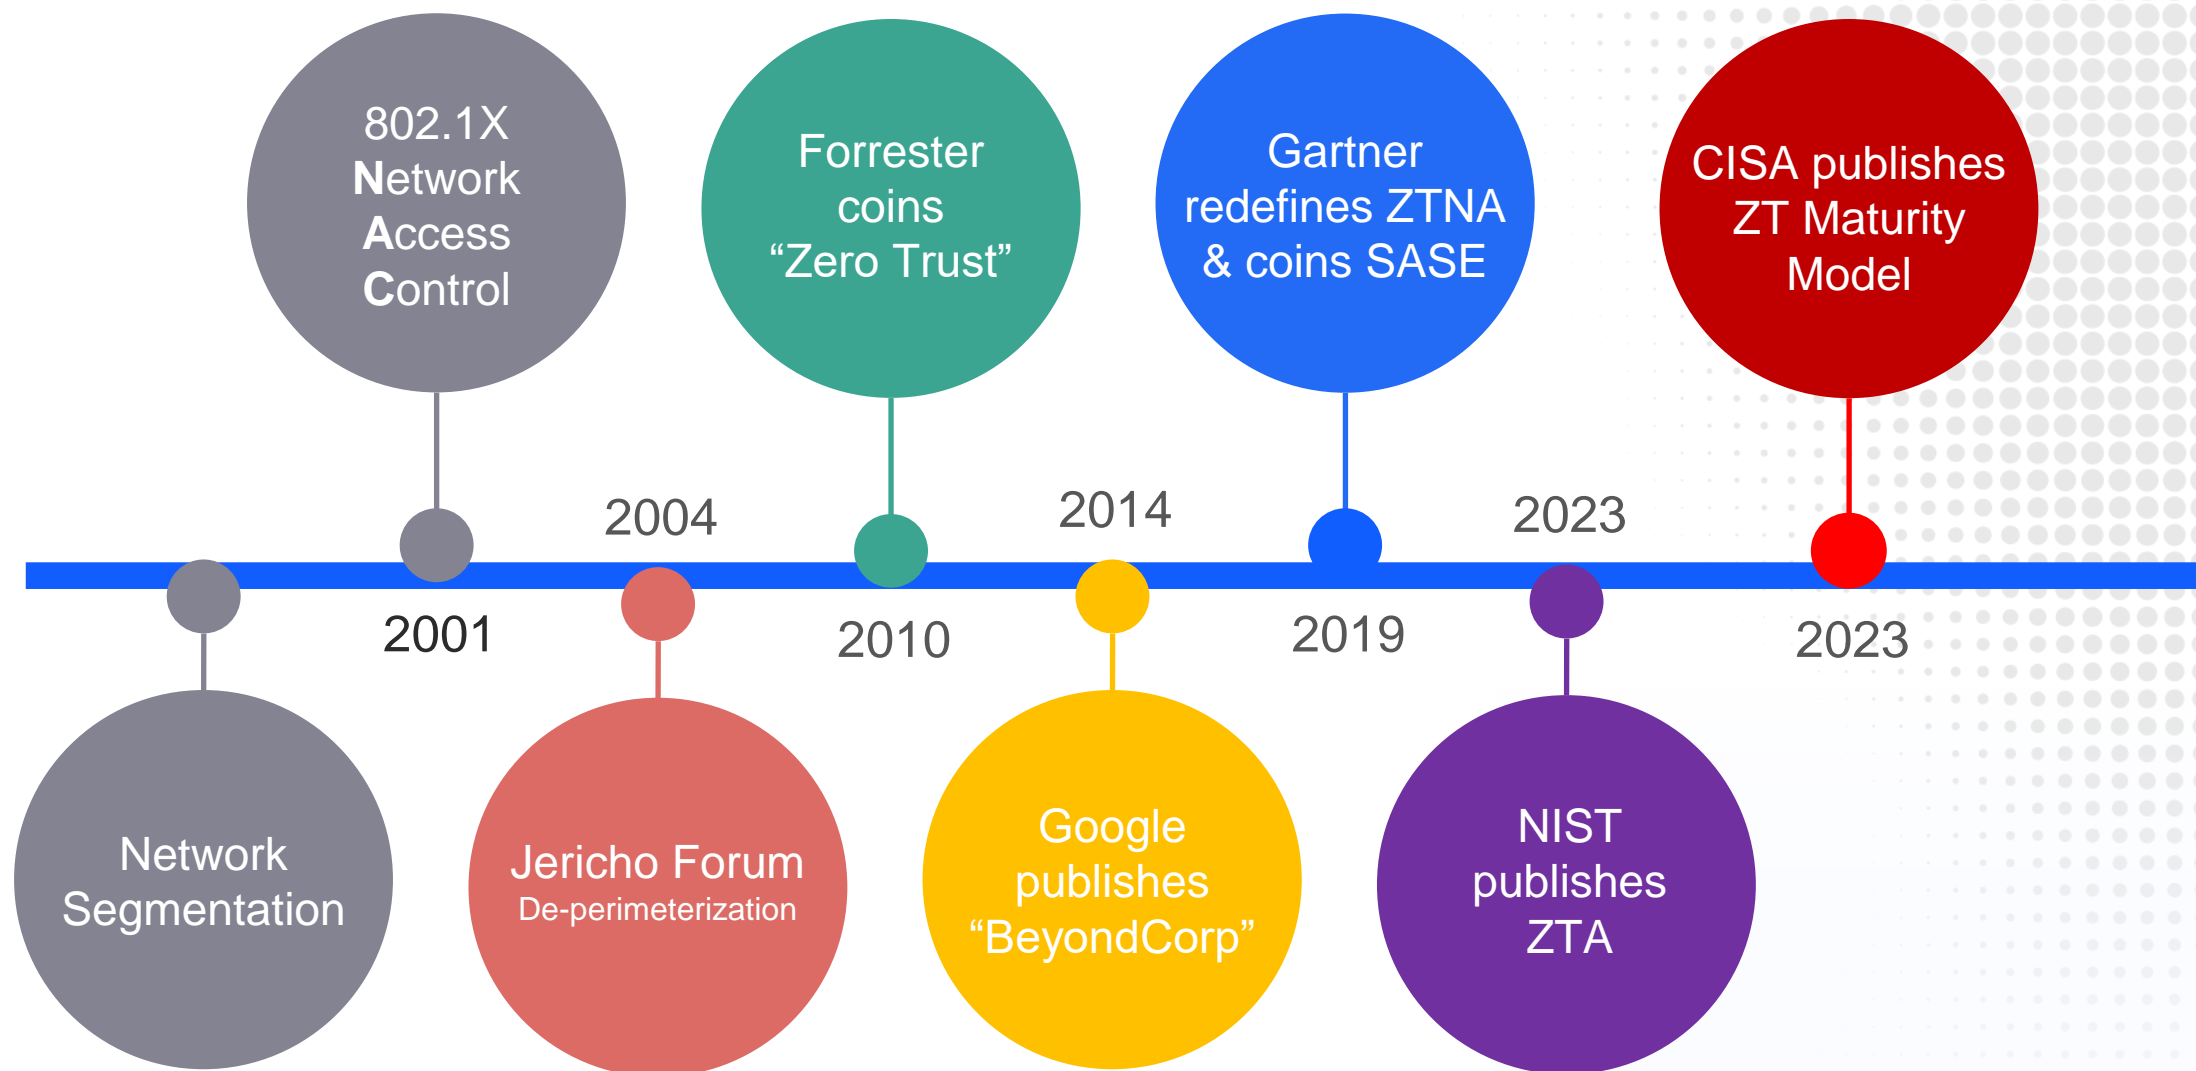 802.1X
Network
Access
Control
Forrester
coins
“Zero Trust”
Gartner
redefines ZTNA
& coins SASE
CISA publishes
ZT Maturity
Model
2004
2014
2023
2001
2010
2019
2023
Network
Segmentation
Jericho Forum
De-perimeterization
Google
publishes
“BeyondCorp”
NIST
publishes
ZTA